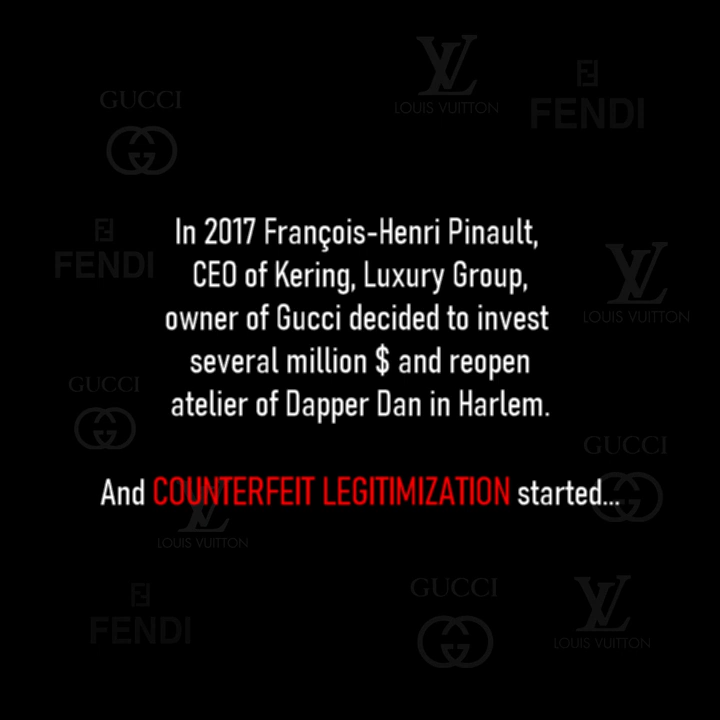 LOUIS VUITTON
FENDI
GUCCI
In 2017 François-Henri Pinault,
FENDI
CEO of Kering, Luxury Group,
owner of Gucci decided to invest
LOUIS VUITTON
several million $ and reopen
GUCCI
atelier of Dapper Dan in Harlem.
GUCCI
And COUNTERFEIT LEGITIMIZATION started...
LOUIS VUITTON
GUCCI
FENDI
LOUIS VUITTON